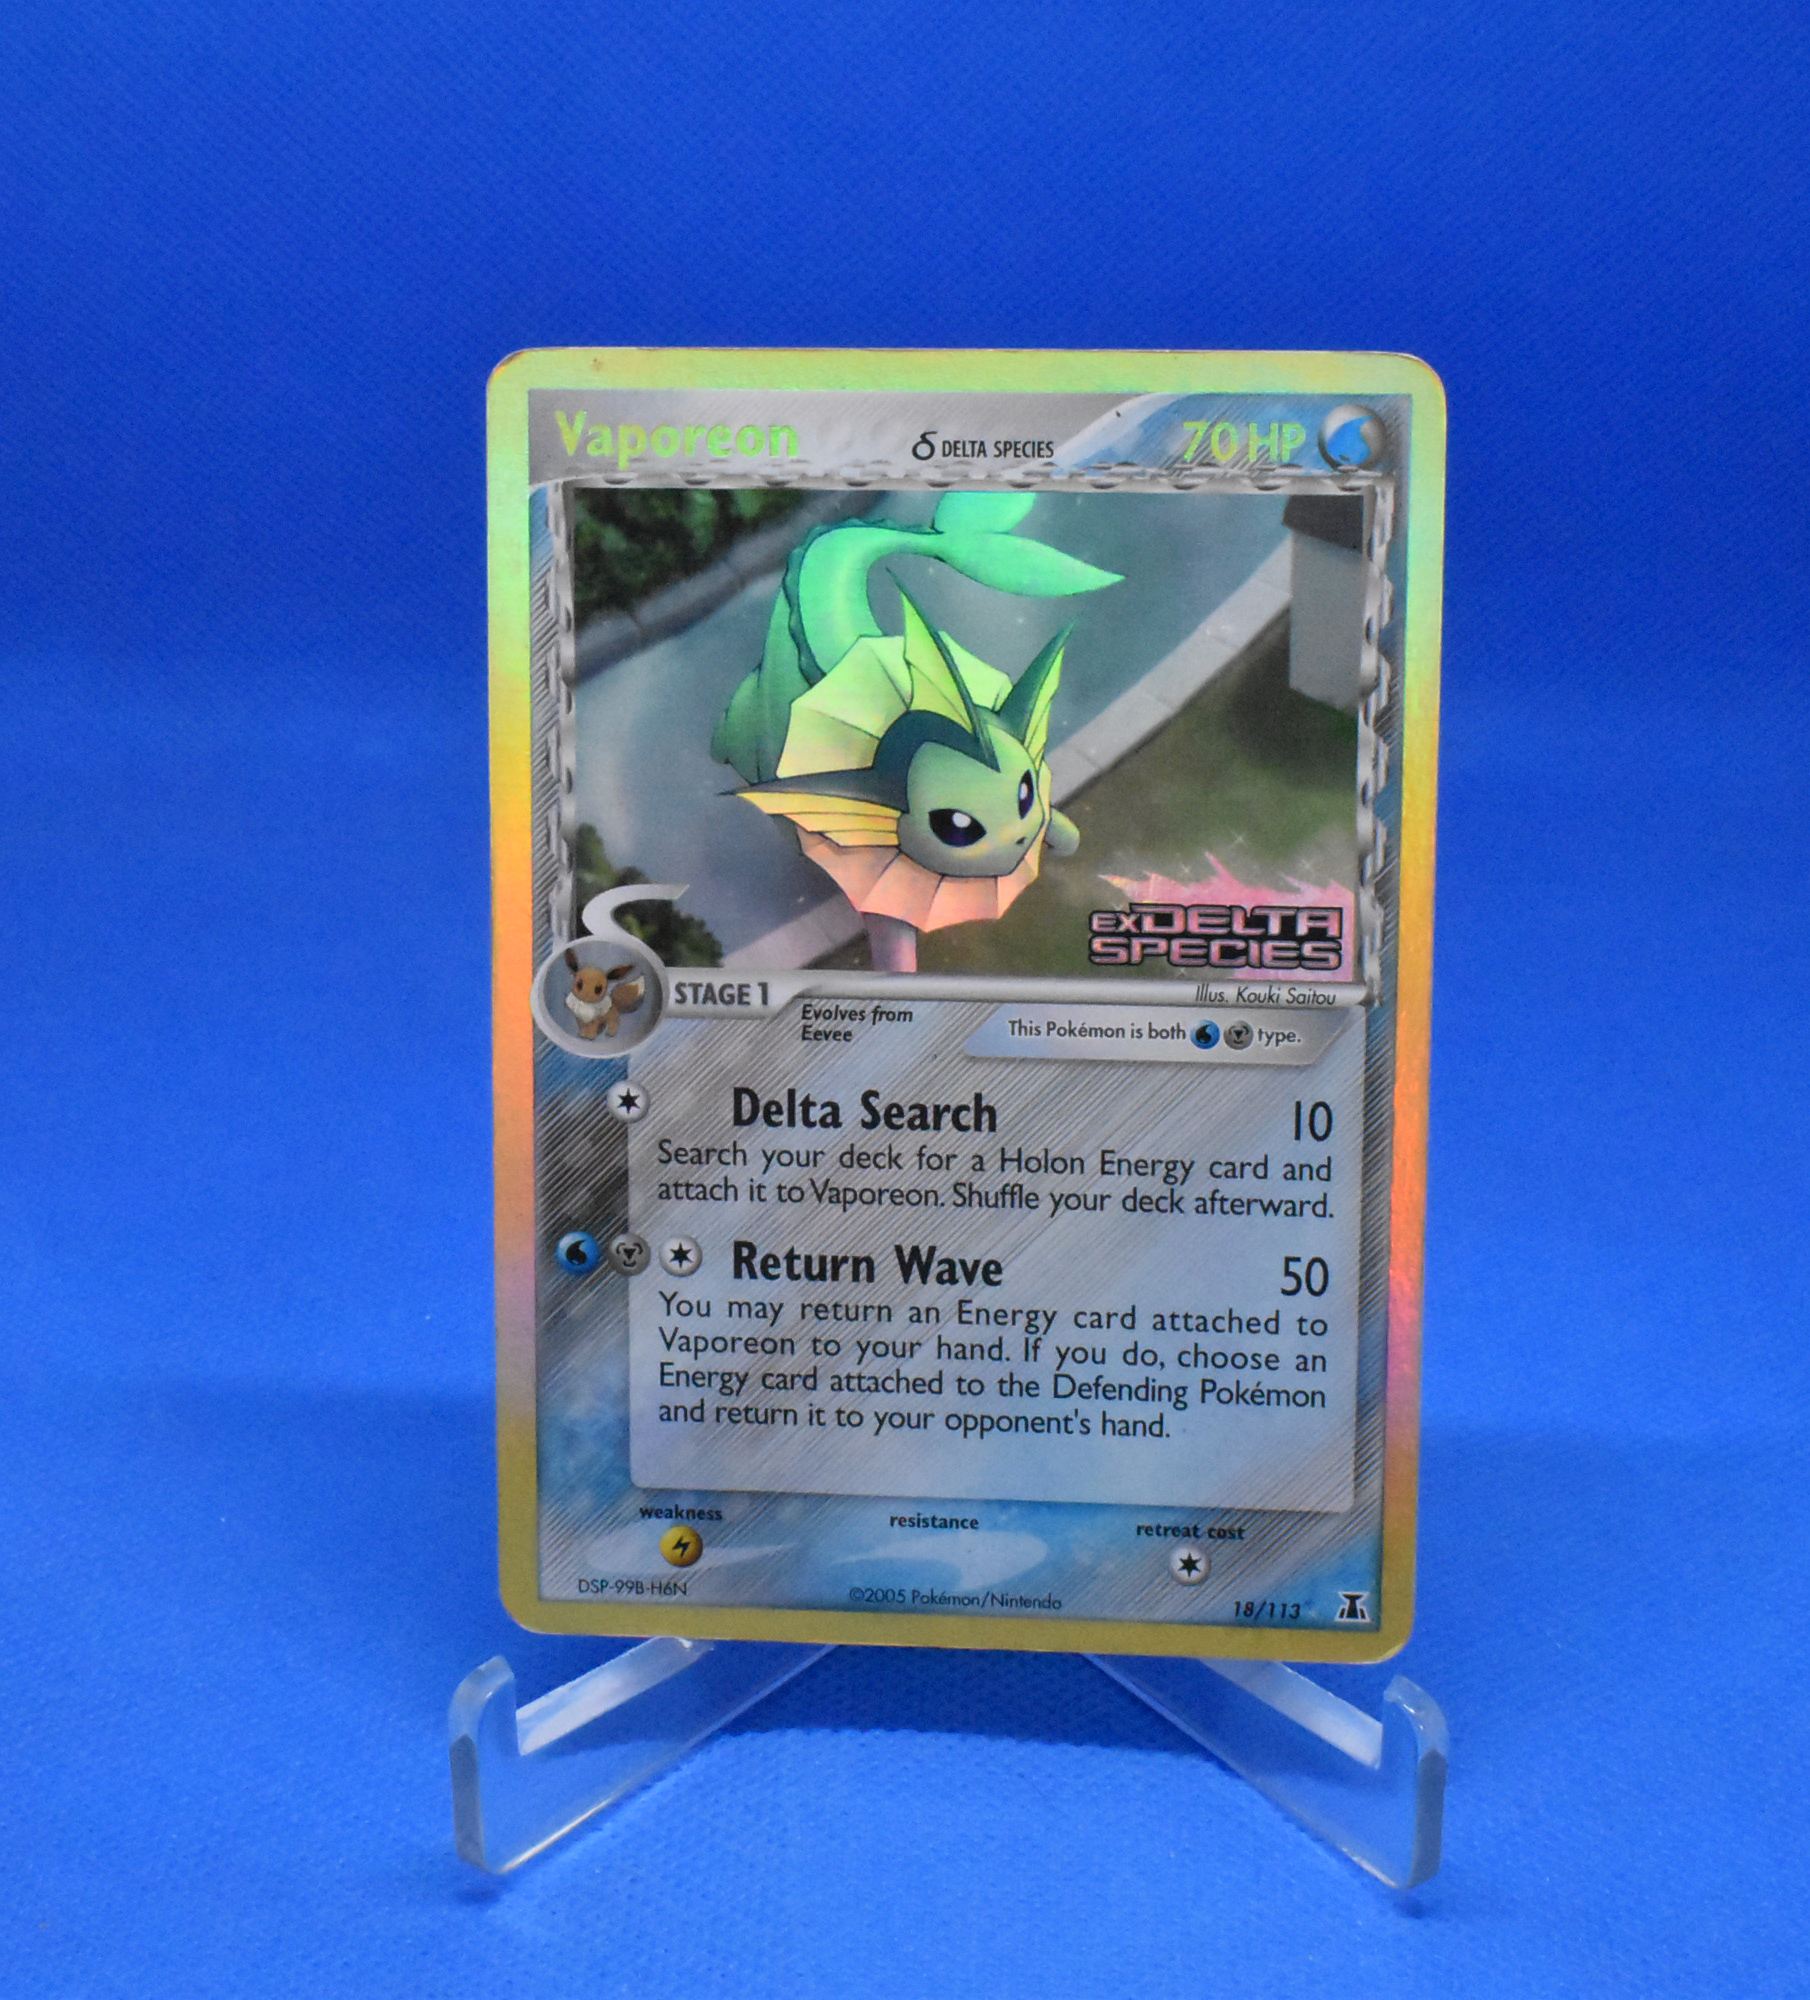 Vaporeon δ DELTA SPECIES 70 HP
exDELTA
SPECIES
STAGE 1
Illus. Kouki Saitou
Evolves from
Eevee
This Pokémon is both type.
Delta Search 10
Search your deck for a Holon Energy card and
attach it to Vaporeon. Shuffle your deck afterward.
Return Wave 50
You may return an Energy card attached to
Vaporeon to your hand. If you do, choose an
Energy card attached to the Defending Pokémon
and return it to your opponent's hand.
weakness resistance retreat cost
DSP-99B-H6N ©2005 Pokémon/Nintendo 18/113